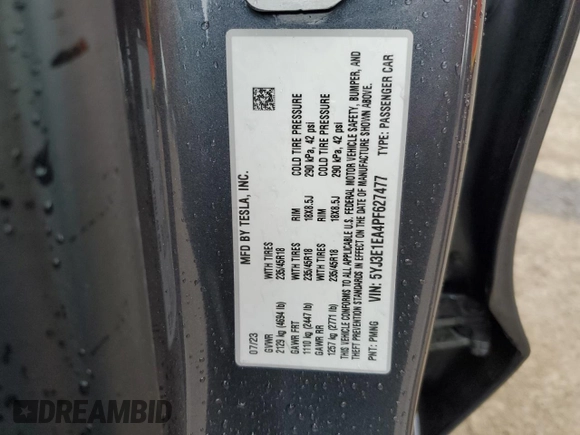 MFD BY TESLA, INC.
07/23
GVWR WITH TIRES RIM COLD TIRE PRESSURE
2129 kg (4694 lb) 235/45R18 18X8.5J 290 kPa, 42 psi
GAWR FRT WITH TIRES RIM COLD TIRE PRESSURE
1110 kg (2447 lb) 235/45R18 18X8.5J 290 kPa, 42 psi
GAWR RR
1257 kg (2771 lb)
THIS VEHICLE CONFORMS TO ALL APPLICABLE U.S. FEDERAL MOTOR VEHICLE SAFETY, BUMPER, AND
THEFT PREVENTION STANDARDS IN EFFECT ON THE DATE OF MANUFACTURE SHOWN ABOVE.
VIN: 5YJ3E1EA4PF627477
PNT: PMNG TYPE: PASSENGER CAR
DREAMBID